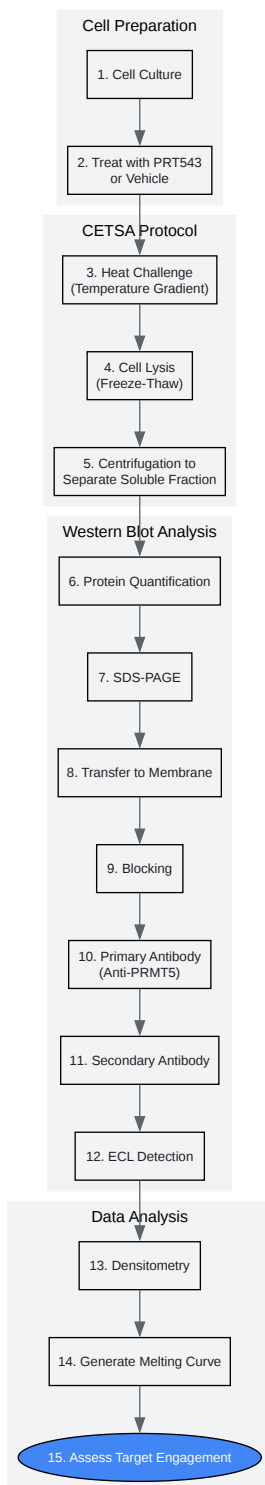 Cell Preparation
1. Cell Culture
2. Treat with PRT543
or Vehicle
CETSA Protocol
3. Heat Challenge
(Temperature Gradient)
4. Cell Lysis
(Freeze-Thaw)
5. Centrifugation to
Separate Soluble Fraction
Western Blot Analysis
6. Protein Quantification
7. SDS-PAGE
8. Transfer to Membrane
9. Blocking
10. Primary Antibody
(Anti-PRMT5)
11. Secondary Antibody
12. ECL Detection
Data Analysis
13. Densitometry
14. Generate Melting Curve
15. Assess Target Engagement